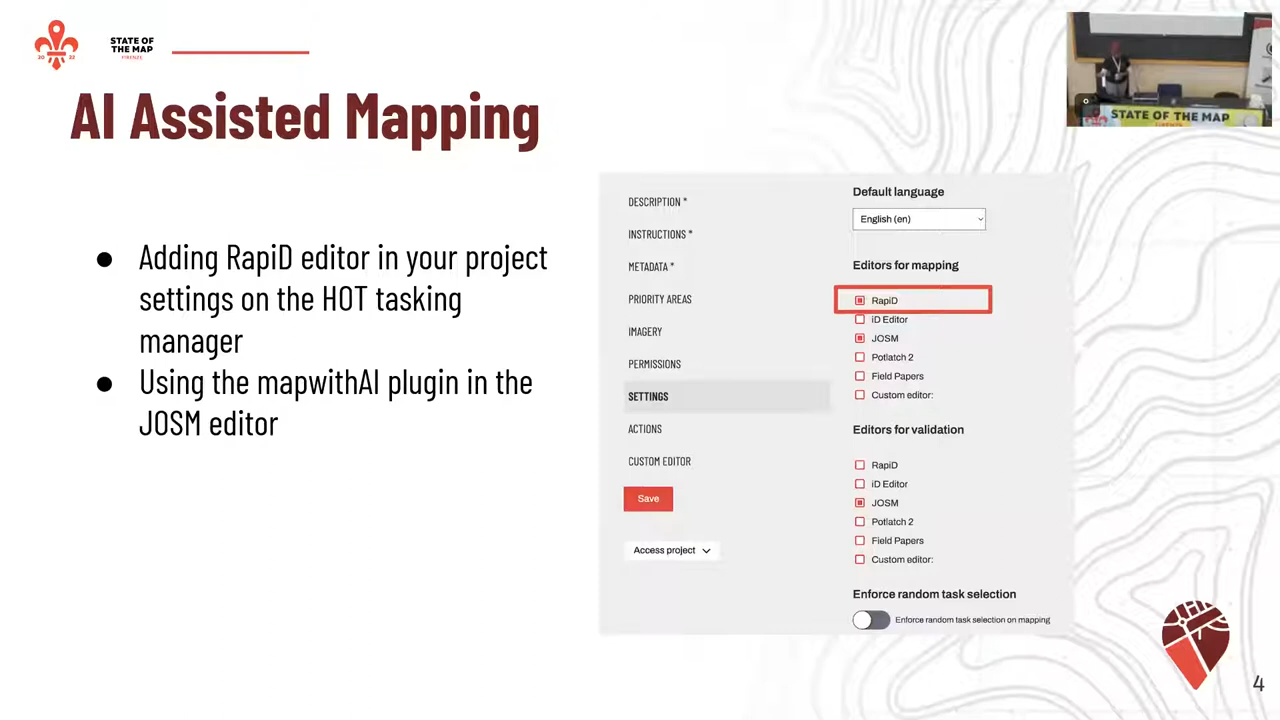 STATE OF
THE MAP
FIRENZE
20 22
AI Assisted Mapping
● Adding RapiD editor in your project
settings on the HOT tasking
manager
● Using the mapwithAI plugin in the
JOSM editor
DESCRIPTION *
INSTRUCTIONS *
METADATA *
PRIORITY AREAS
IMAGERY
PERMISSIONS
SETTINGS
ACTIONS
CUSTOM EDITOR
Save
Access project
Default language
English (en)
Editors for mapping
RapiD
iD Editor
JOSM
Potlatch 2
Field Papers
Custom editor:
Editors for validation
RapiD
iD Editor
JOSM
Potlatch 2
Field Papers
Custom editor:
Enforce random task selection
Enforce random task selection on mapping
STATE OF THE MAP
4